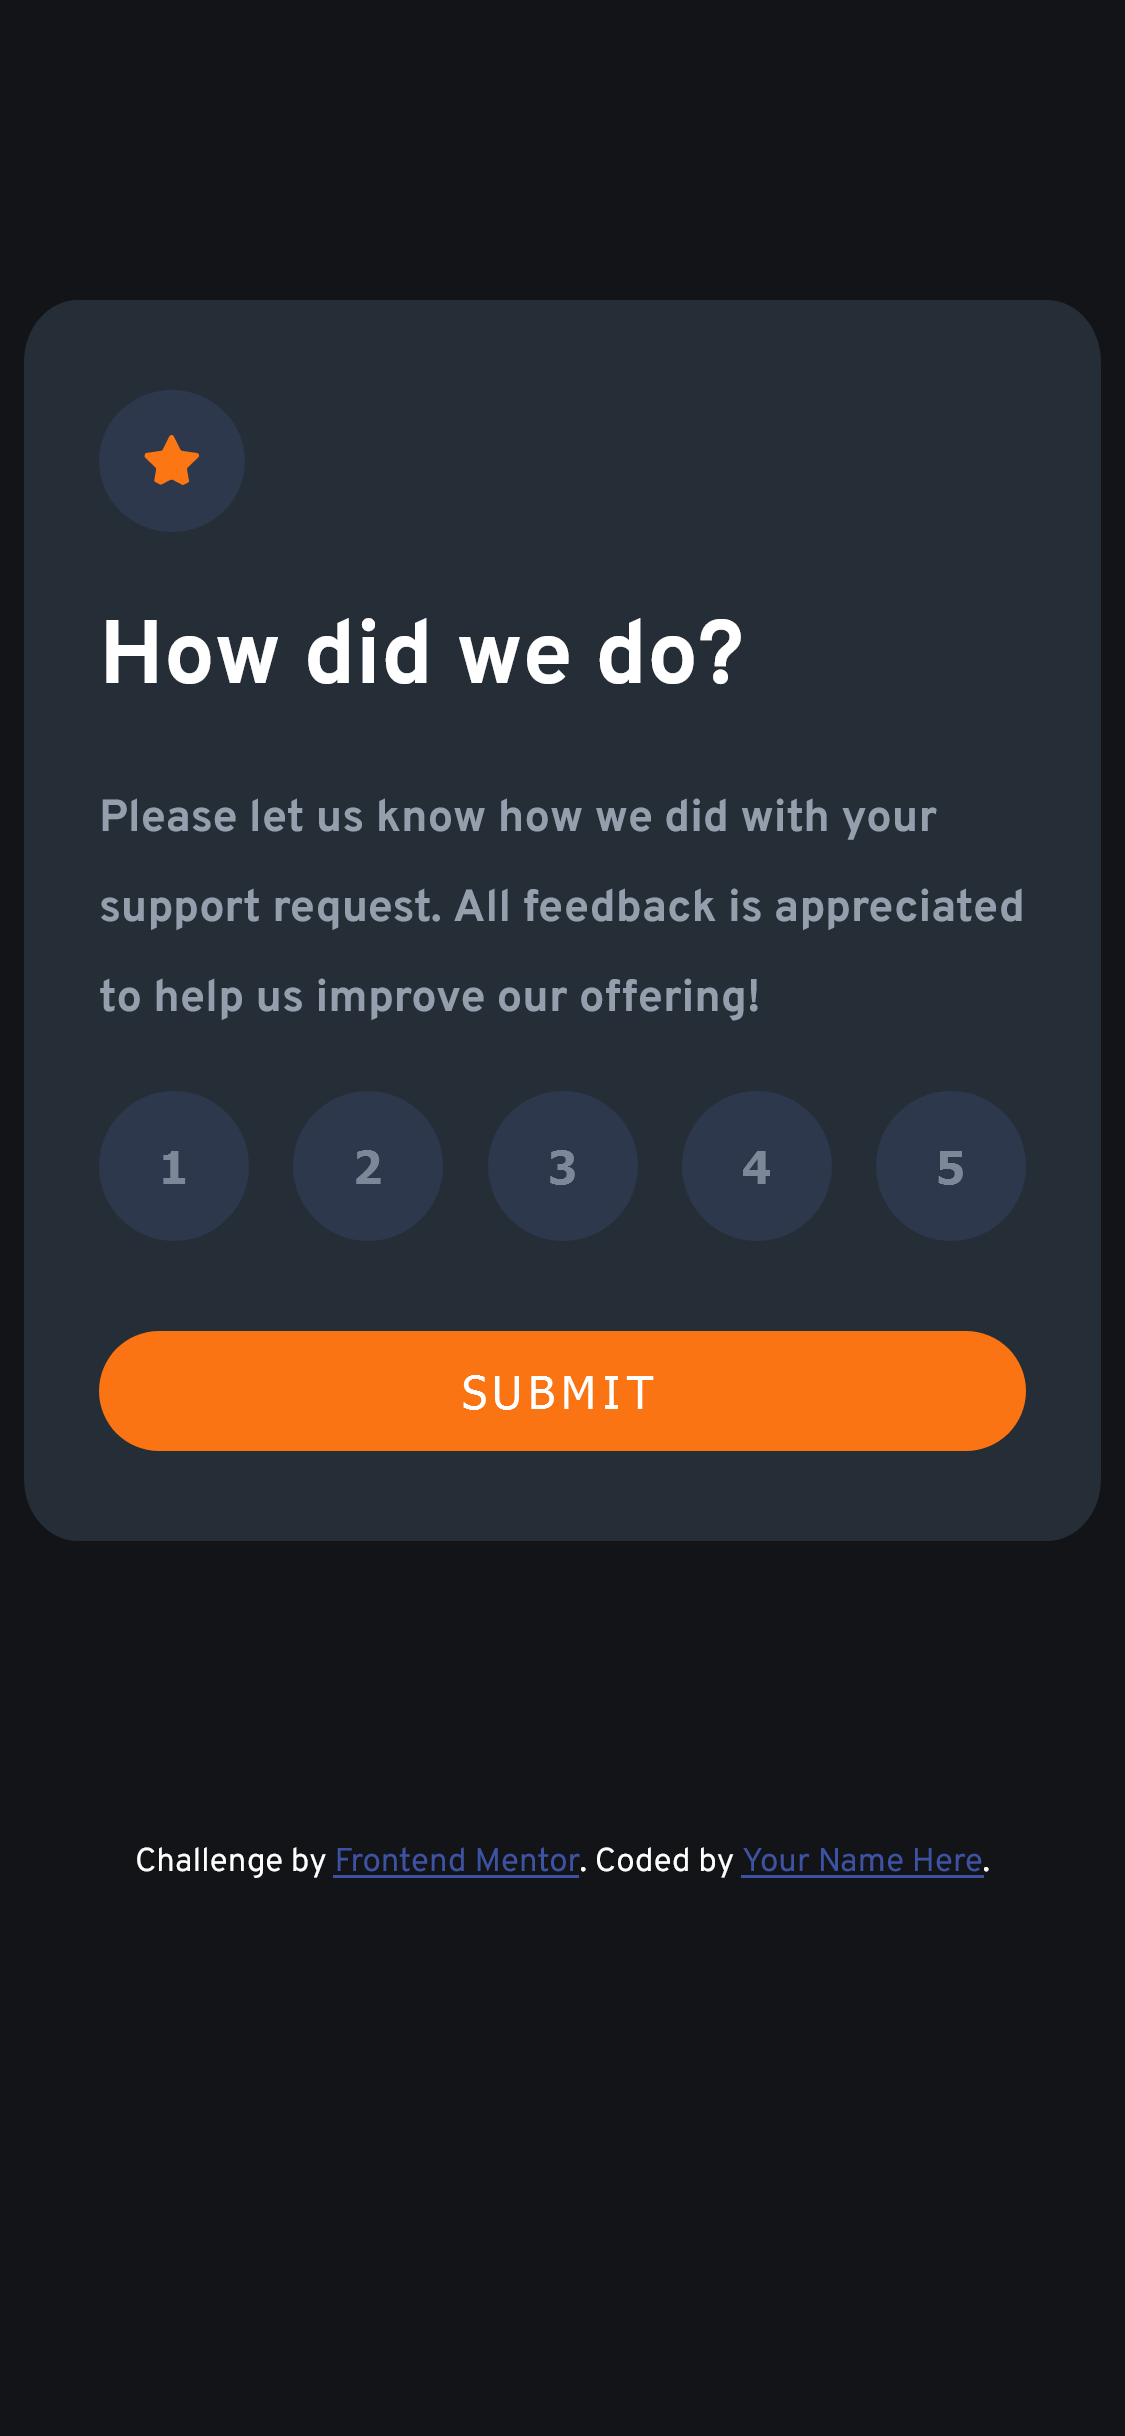 How did we do?
Please let us know how we did with your
support request. All feedback is appreciated
to help us improve our offering!
1 2 3 4 5
SUBMIT
Challenge by Frontend Mentor. Coded by Your Name Here.